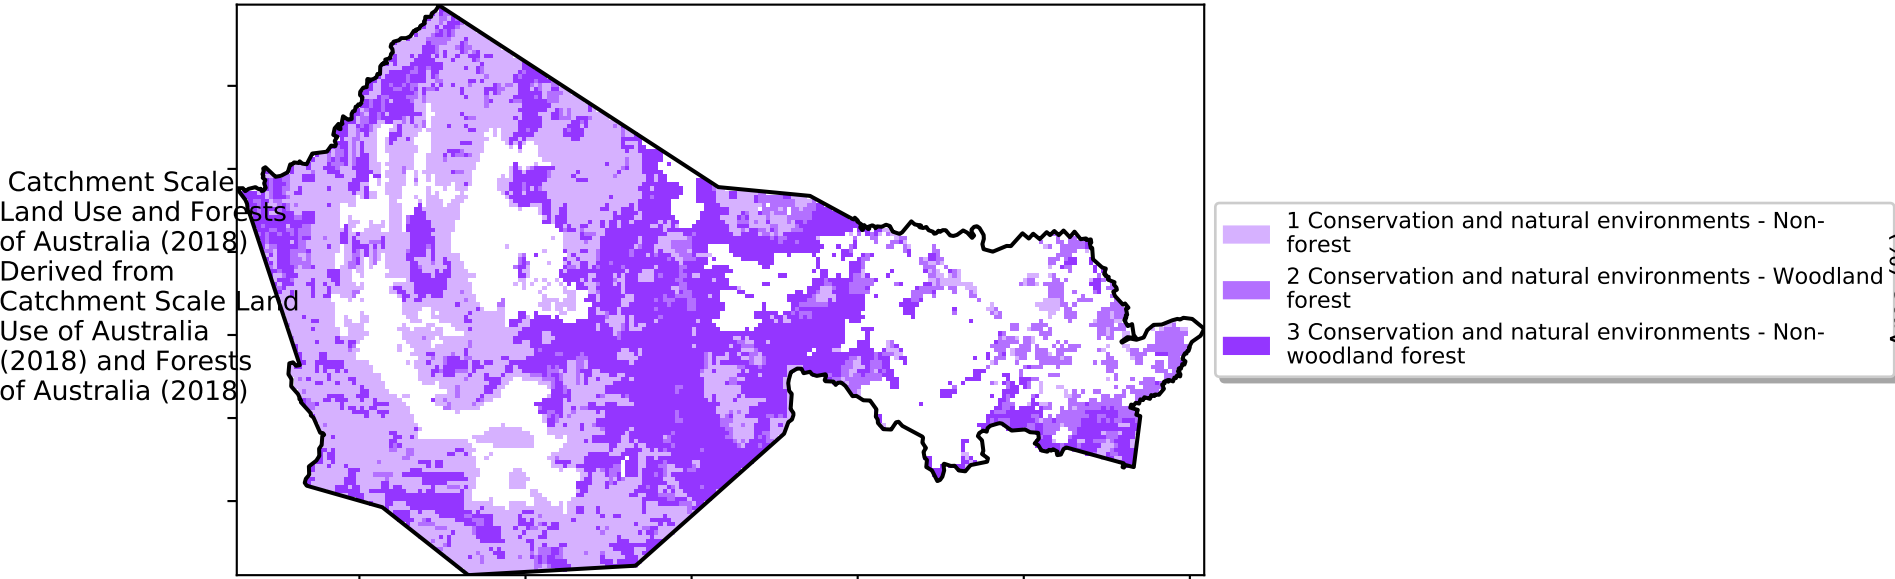 Catchment Scale
Land Use and Forests
of Australia (2018)
Derived from
Catchment Scale Land
Use of Australia
(2018) and Forests
of Australia (2018)
1 Conservation and natural environments - Non-
forest
2 Conservation and natural environments - Woodland
forest
3 Conservation and natural environments - Non-
woodland forest